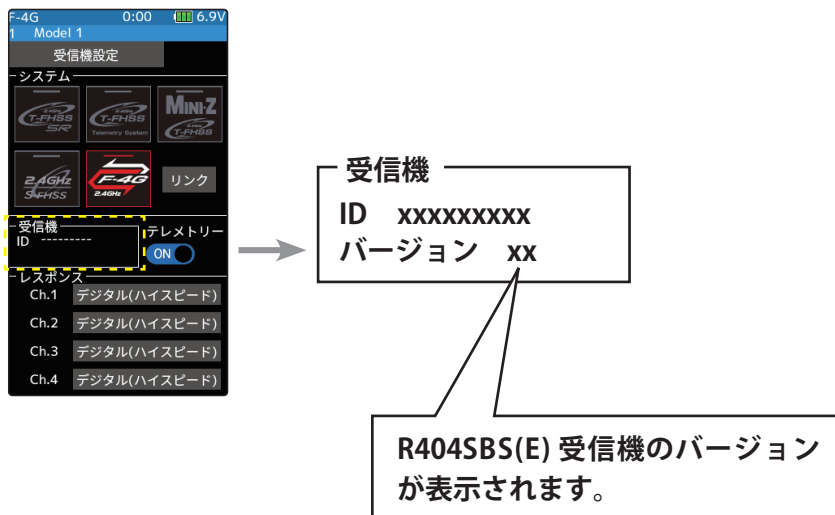 F-4G 0:00 6.9V
1 Model 1
受信機設定
システム
2.4GHz T-FHSS SR
2.4GHz T-FHSS Telemetry System
MINI-Z 2.4GHz T-FHSS
2.4GHz S-FHSS
F-4G 2.4GHz
リンク
受信機
ID ---------
テレメトリー
ON
レスポンス
Ch.1 デジタル(ハイスピード)
Ch.2 デジタル(ハイスピード)
Ch.3 デジタル(ハイスピード)
Ch.4 デジタル(ハイスピード)
受信機
ID xxxxxxxxx
バージョン xx
R404SBS(E) 受信機のバージョン
が表示されます。